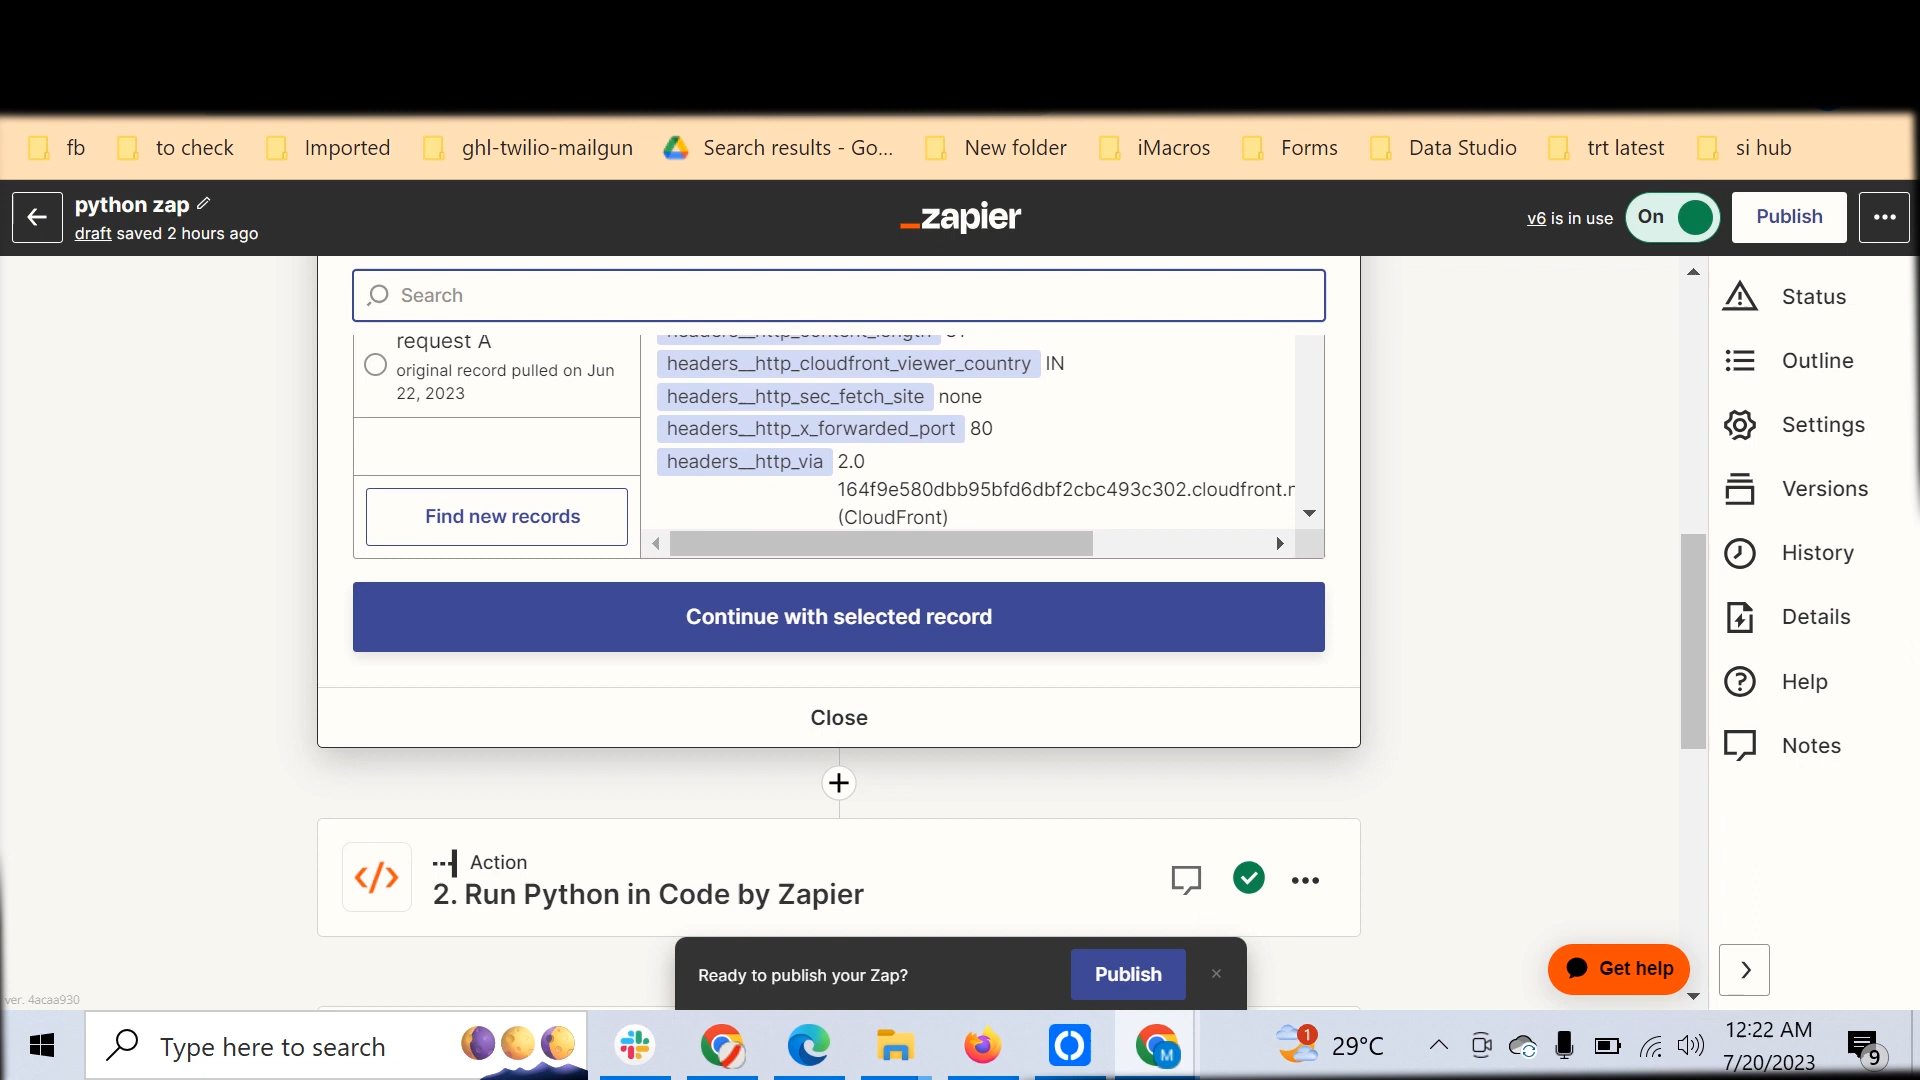 fb
to check
Imported
ghl-twilio-mailgun
Search results - Go...
New folder
iMacros
Forms
Data Studio
trt latest
si hub
python zap
draft saved 2 hours ago
_zapier
v6 is in use
On
Publish
...
Search
request A
original record pulled on Jun
22, 2023
Find new records
headers__http_cloudfront_viewer_country IN
headers__http_sec_fetch_site none
headers__http_x_forwarded_port 80
headers__http_via 2.0
164f9e580dbb95bfd6dbf2cbc493c302.cloudfront.r
(CloudFront)
Continue with selected record
Close
Action
2. Run Python in Code by Zapier
Ready to publish your Zap?
Publish
Status
Outline
Settings
Versions
History
Details
Help
Notes
Get help
ver. 4acaa930
Type here to search
M
1
29°C
12:22 AM
7/20/2023
9